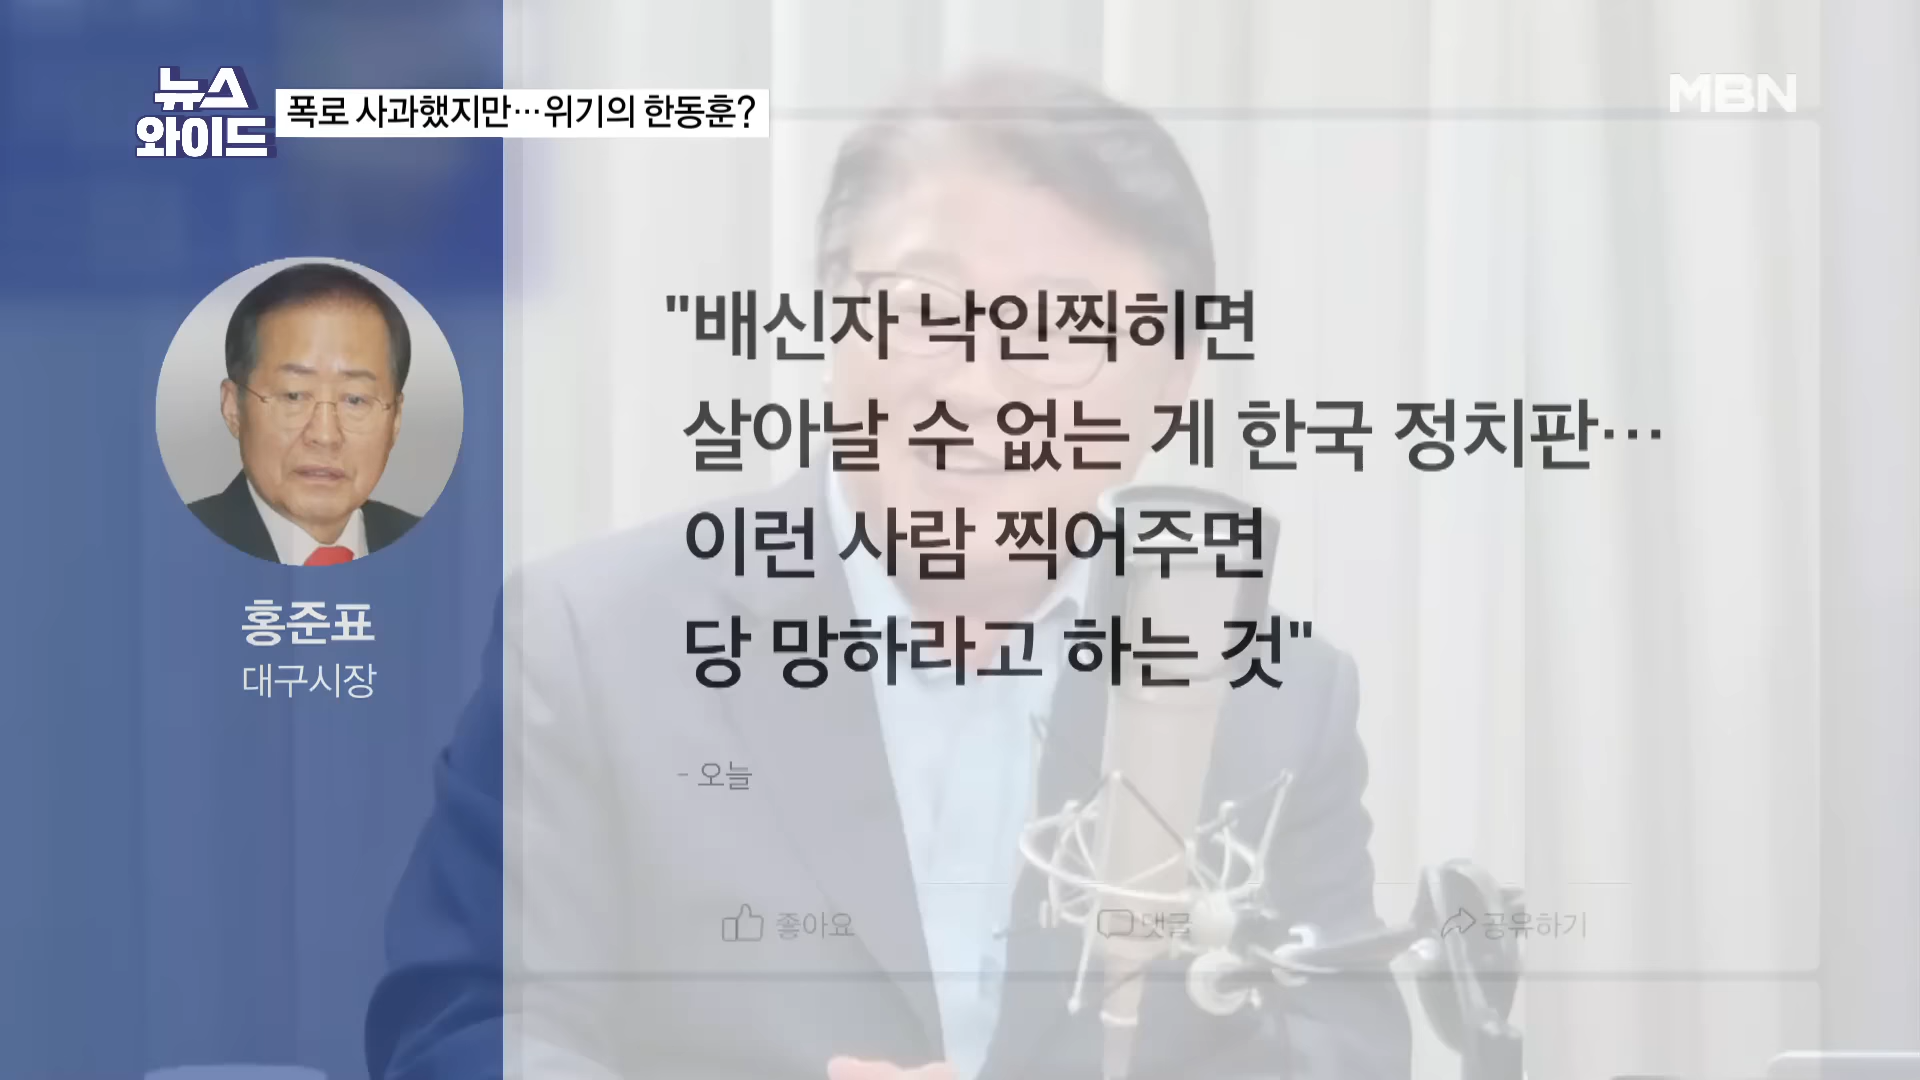 뉴스
와이드
폭로 사과했지만…위기의 한동훈?
MBN
"배신자 낙인찍히면
살아날 수 없는 게 한국 정치판…
이런 사람 찍어주면
당 망하라고 하는 것"
- 오늘
홍준표
대구시장
좋아요
댓글
공유하기